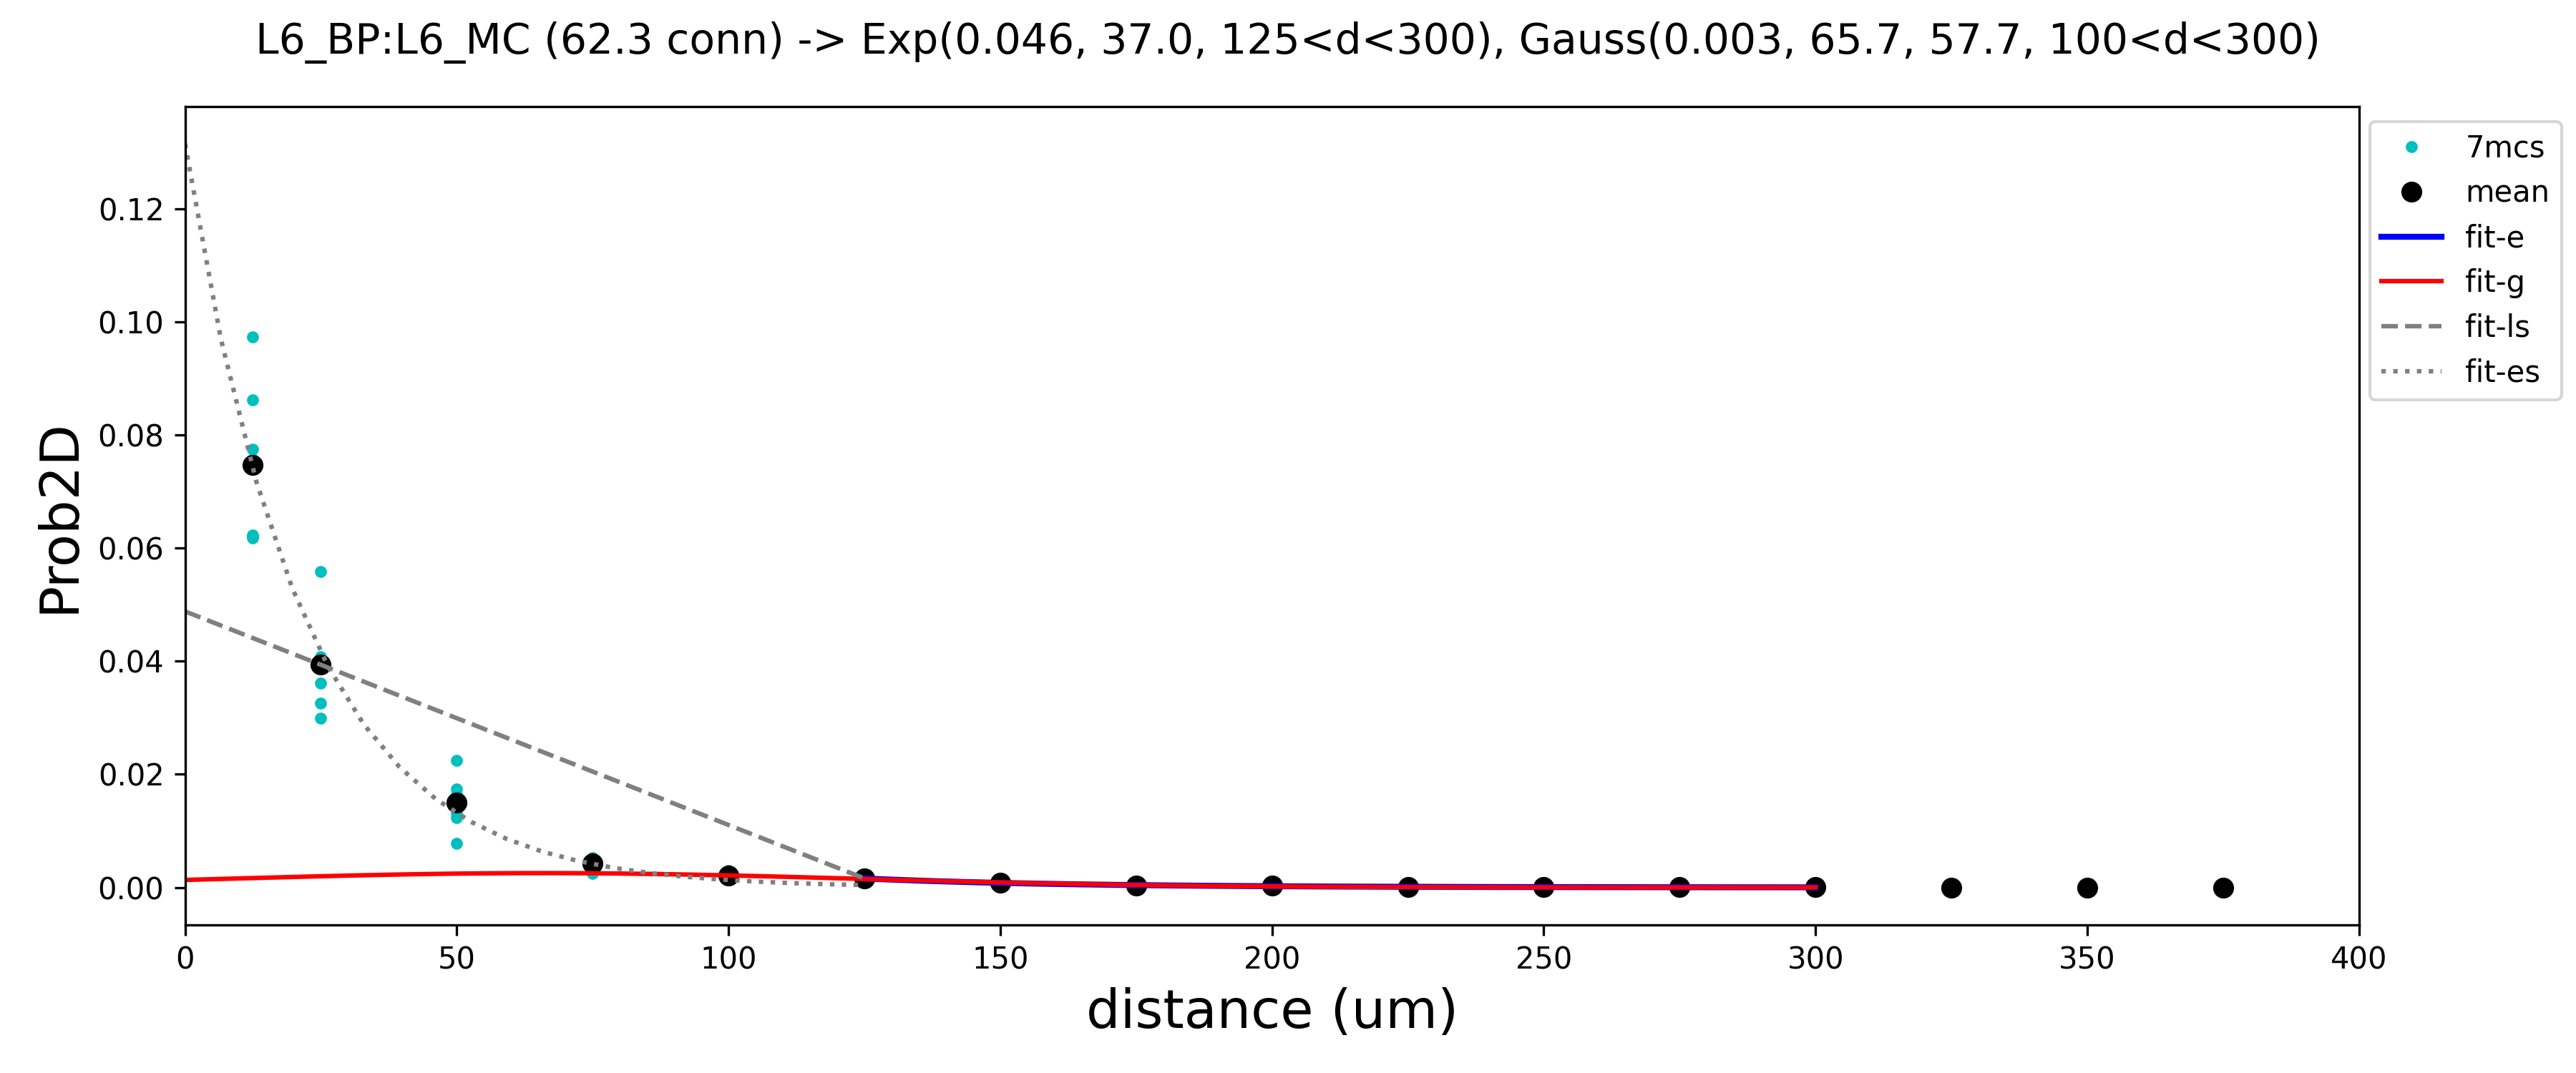 L6_BP:L6_MC (62.3 conn) -> Exp(0.046, 37.0, 125<d<300), Gauss(0.003, 65.7, 57.7, 100<d<300)
7mcs
mean
fit-e
fit-g
fit-ls
fit-es
Prob2D
0.12
0.10
0.08
0.06
0.04
0.02
0.00
0 50 100 150 200 250 300 350 400
distance (um)